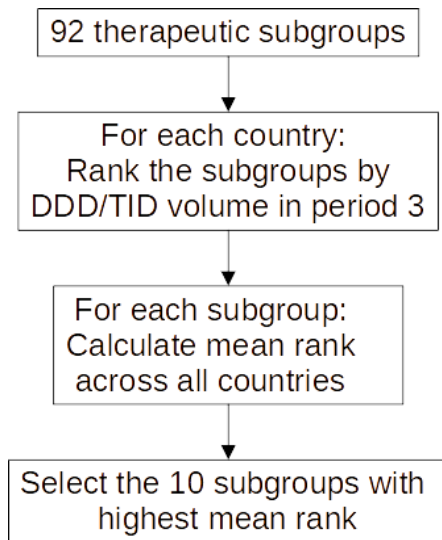 92 therapeutic subgroups
For each country:
Rank the subgroups by
DDD/TID volume in period 3
For each subgroup:
Calculate mean rank
across all countries
Select the 10 subgroups with
highest mean rank